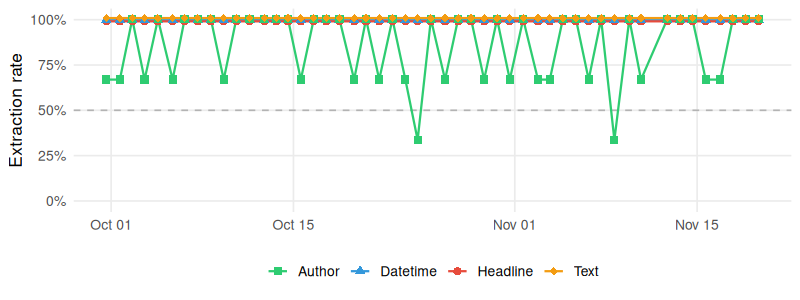 Extraction rate
100%
75%
50%
25%
0%
Oct 01
Oct 15
Nov 01
Nov 15
Author
Datetime
Headline
Text